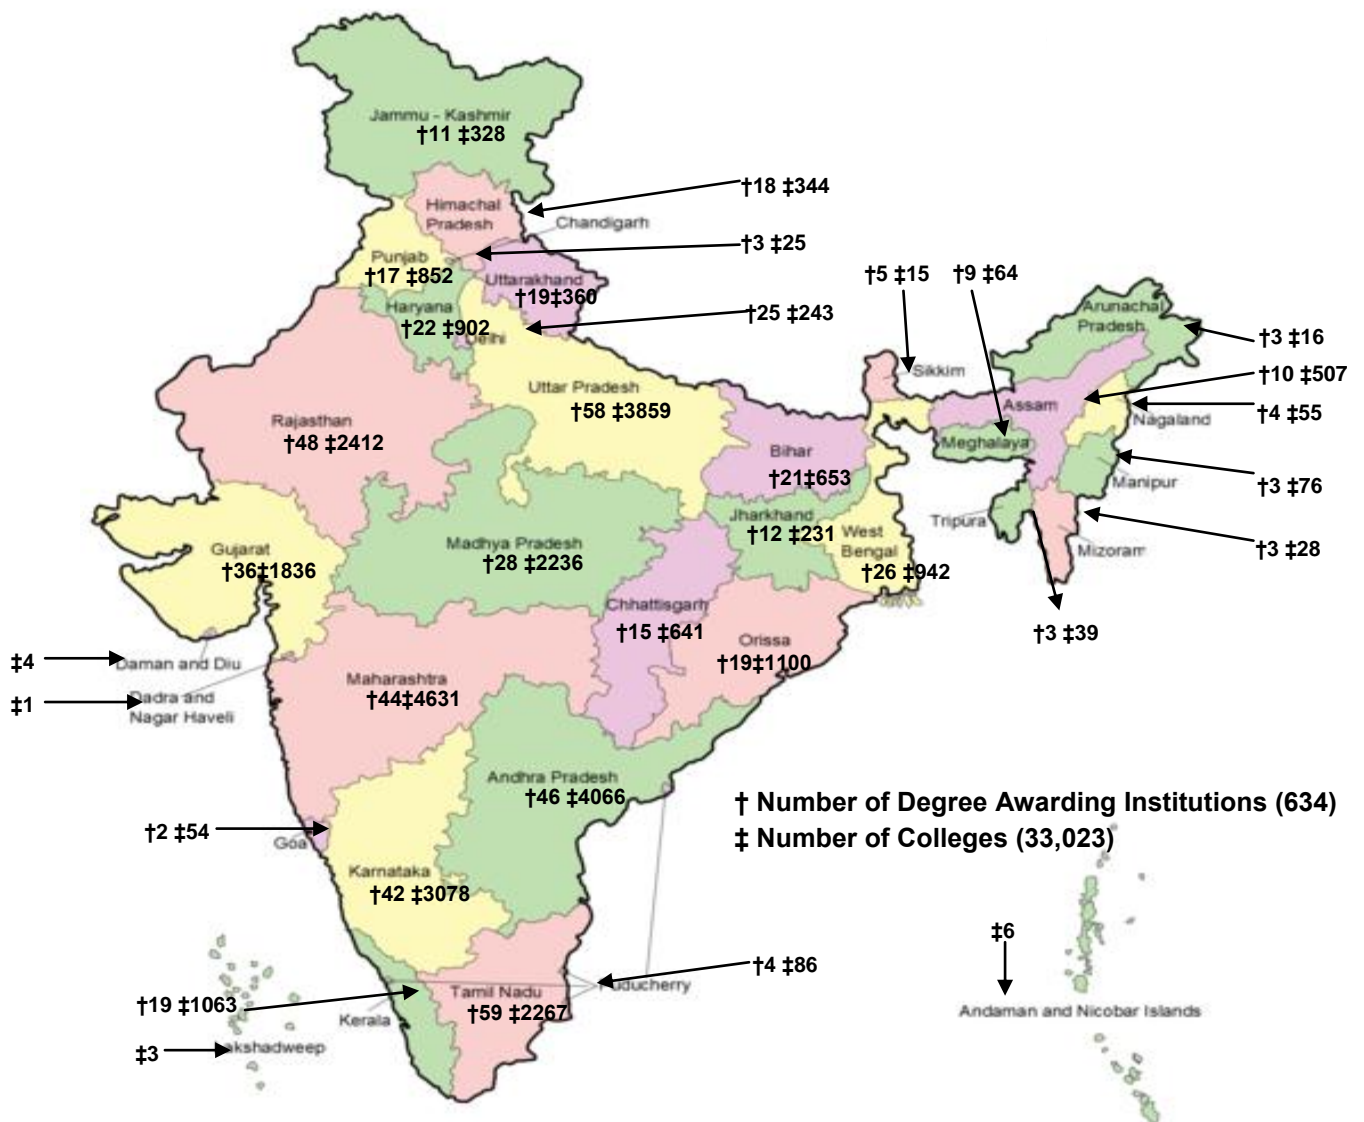 Jammu - Kashmir
†11 ‡328
†18 ‡344
Himachal
Pradesh
Chandigarh
†3 ‡25
Punjab
†17 ‡852
Uttarakhand
†19‡360
†5 ‡15
†9 ‡64
Haryana
†22 ‡902
Delhi
†25 ‡243
Arunachal
Pradesh
†3 ‡16
Sikkim
†10 ‡507
Uttar Pradesh
†58 ‡3859
Assam
†4 ‡55
Nagaland
Rajasthan
†48 ‡2412
Bihar
†21‡653
Meghalaya
†3 ‡76
Manipur
Jharkhand
†12 ‡231
Tripura
West
Bengal
†26 ‡942
Mizoram
†3 ‡28
Gujarat
†36‡1836
Madhya Pradesh
†28 ‡2236
Chhattisgarh
†15 ‡641
†3 ‡39
Orissa
†19‡1100
‡4
Daman and Diu
Maharashtra
†44‡4631
‡1
Dadra and
Nagar Haveli
Andhra Pradesh
†46 ‡4066
† Number of Degree Awarding Institutions (634)
‡ Number of Colleges (33,023)
†2 ‡54
Goa
Karnataka
†42 ‡3078
‡6
†4 ‡86
Puducherry
†19 ‡1063
Tamil Nadu
†59 ‡2267
Kerala
Andaman and Nicobar Islands
‡3
Lakshadweep